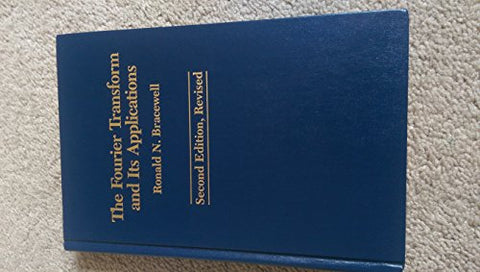 The Fourier Transform
and Its Applications
Ronald N. Bracewell
Second Edition, Revised